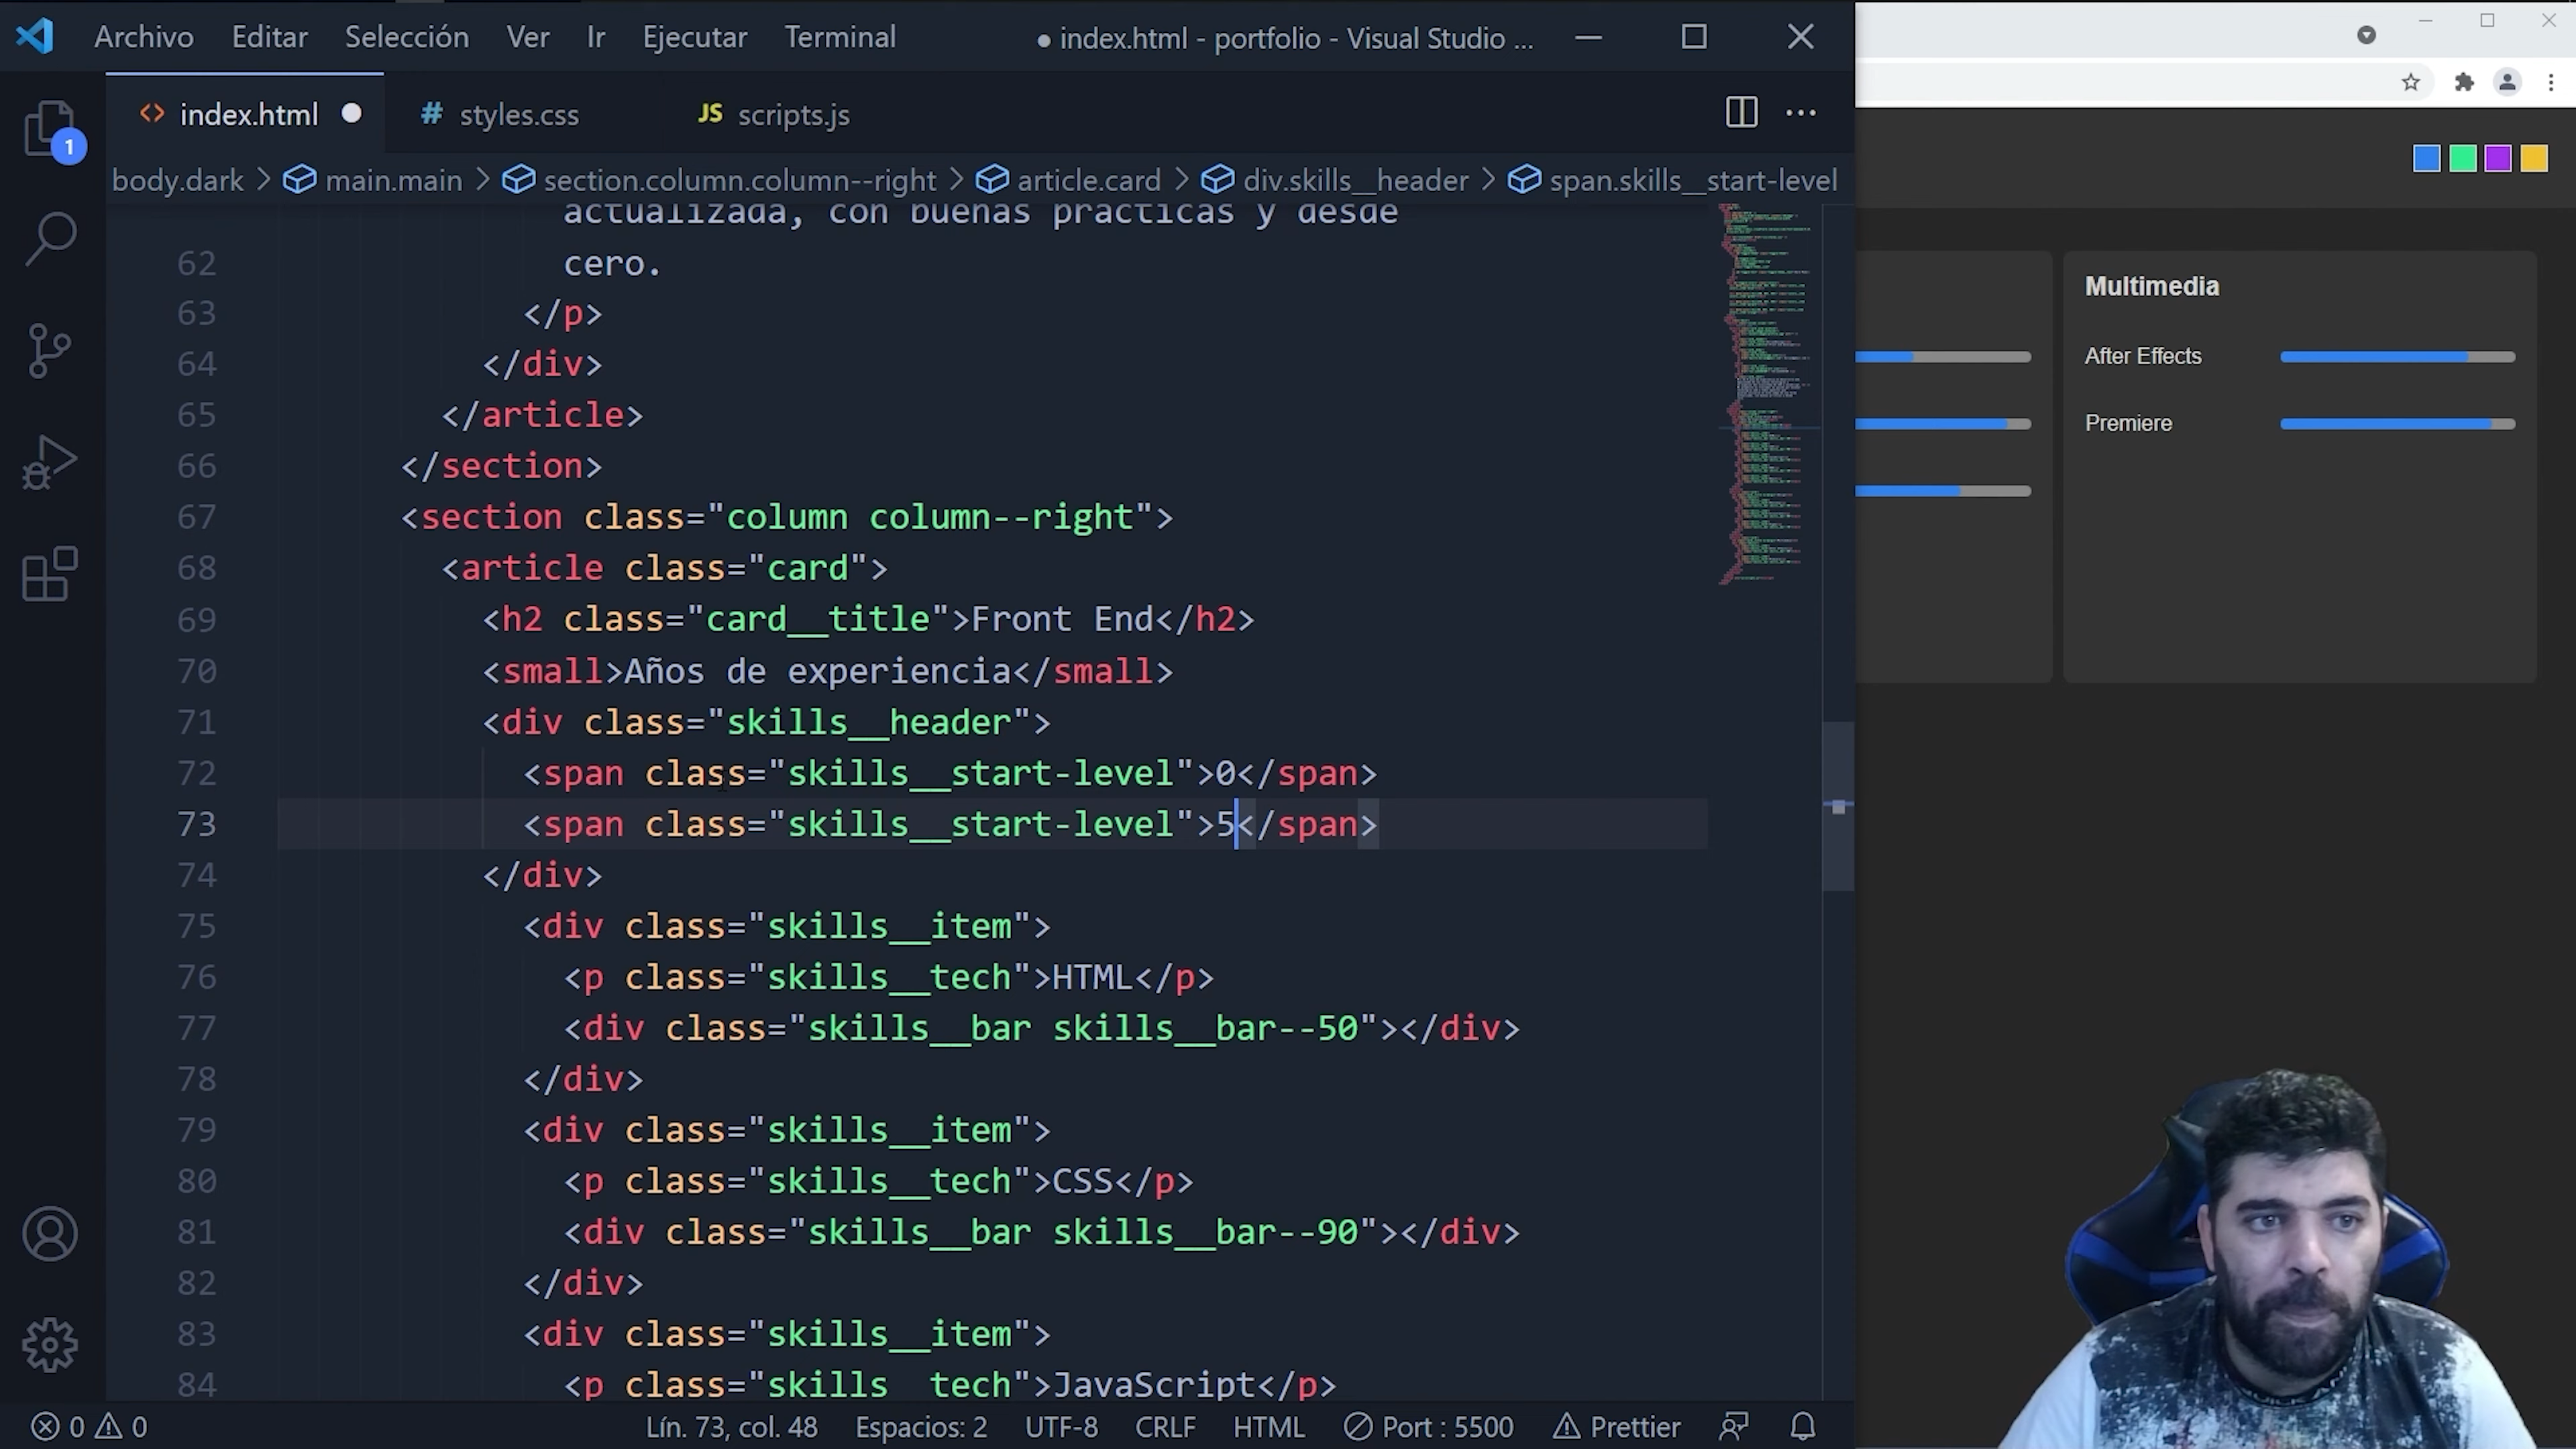 Archivo Editar Selección Ver Ir Ejecutar Terminal ● index.html - portfolio - Visual Studio ...
index.html styles.css JS scripts.js
1
body.dark > main.main > section.column.column--right > article.card > div.skills__header > span.skills__start-level
actualizada, con buenas practicas y desde
62 cero.
63 </p>
64 </div>
65 </article>
66 </section>
67 <section class="column column--right">
68 <article class="card">
69 <h2 class="card__title">Front End</h2>
70 <small>Años de experiencia</small>
71 <div class="skills__header">
72 <span class="skills__start-level">0</span>
73 <span class="skills__start-level">5</span>
74 </div>
75 <div class="skills__item">
76 <p class="skills__tech">HTML</p>
77 <div class="skills__bar skills__bar--50"></div>
78 </div>
79 <div class="skills__item">
80 <p class="skills__tech">CSS</p>
81 <div class="skills__bar skills__bar--90"></div>
82 </div>
83 <div class="skills__item">
84 <p class="skills__tech">JavaScript</p>
0 0 Lín. 73, col. 48 Espacios: 2 UTF-8 CRLF HTML Port : 5500 Prettier
Multimedia
After Effects
Premiere